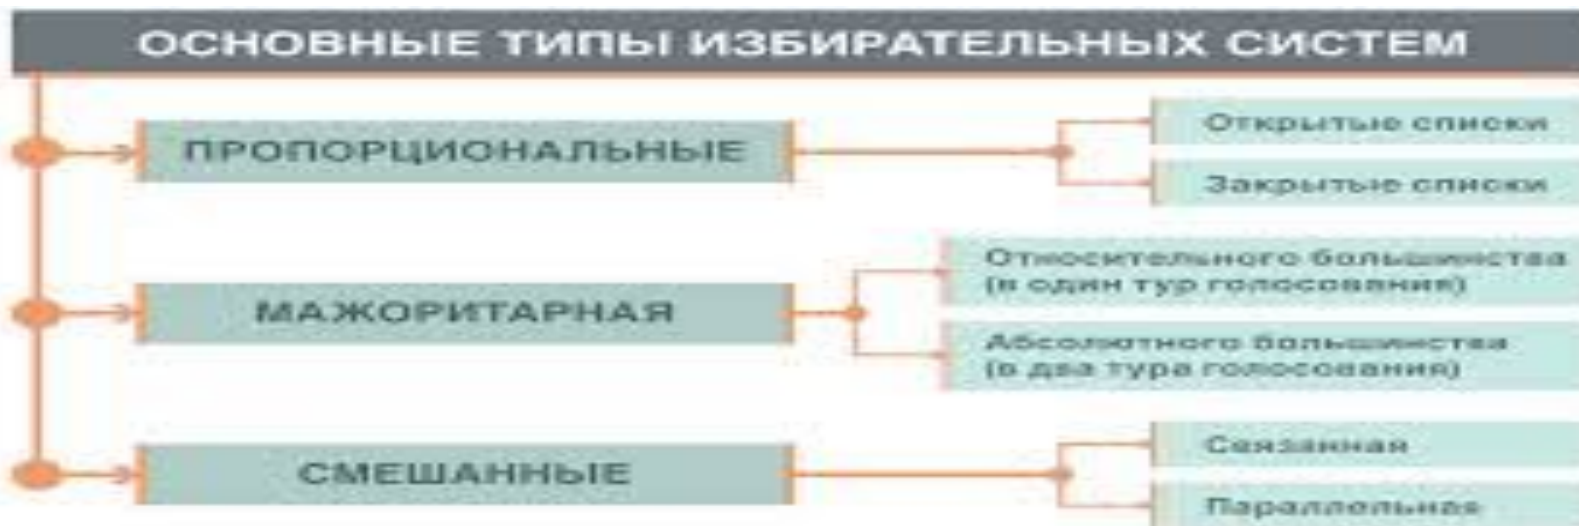 ОСНОВНЫЕ ТИПЫ ИЗБИРАТЕЛЬНЫХ СИСТЕМ
ПРОПОРЦИОНАЛЬНЫЕ
Открытые списки
Закрытые списки
МАЖОРИТАРНАЯ
Относительного большинства
(в один тур голосования)
Абсолютного большинства
(в два тура голосования)
СМЕШАННЫЕ
Связанная
Параллельная